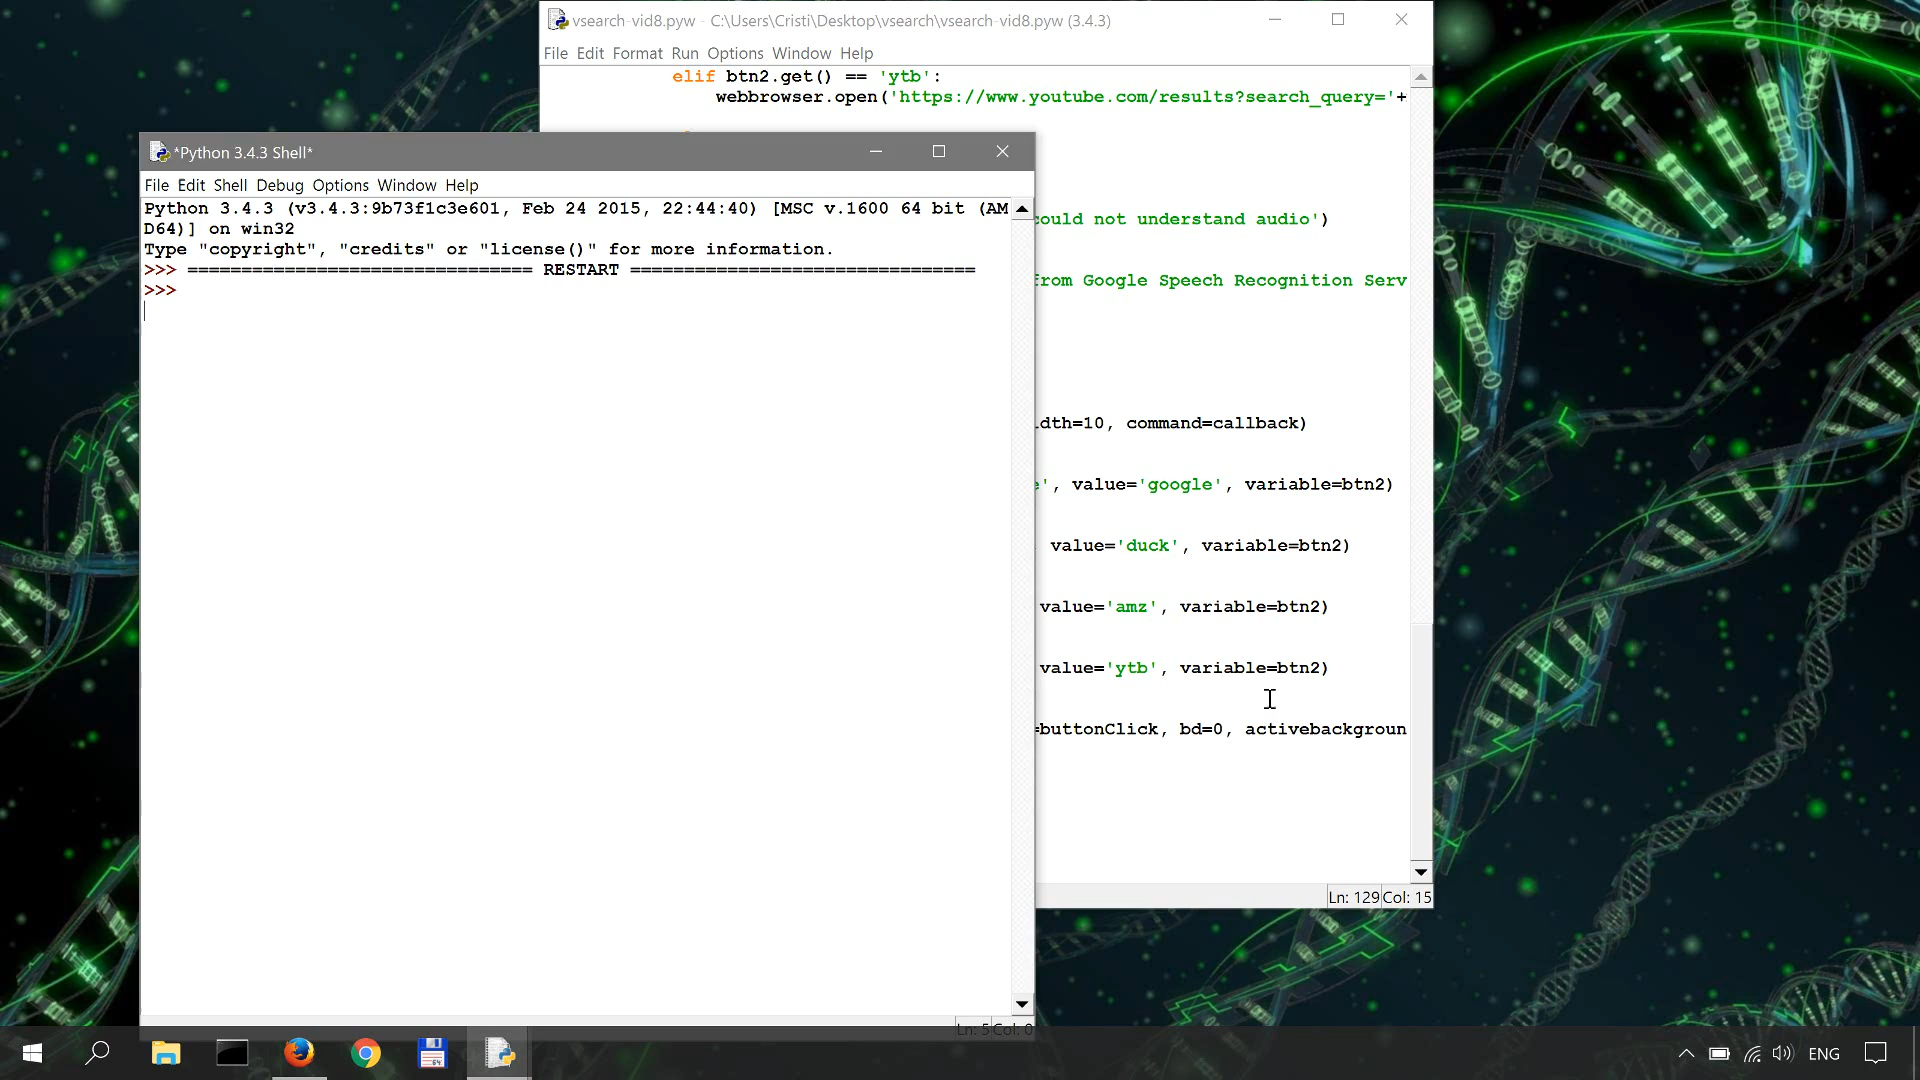 vsearch-vid8.pyw - C:\Users\Cristi\Desktop\vsearch\vsearch-vid8.pyw (3.4.3)
File Edit Format Run Options Window Help
elif btn2.get() == 'ytb':
webbrowser.open('https://www.youtube.com/results?search_query='+
*Python 3.4.3 Shell*
File Edit Shell Debug Options Window Help
Python 3.4.3 (v3.4.3:9b73f1c3e601, Feb 24 2015, 22:44:40) [MSC v.1600 64 bit (AM
D64)] on win32
Type "copyright", "credits" or "license()" for more information.
>>> ================================ RESTART ================================
>>>
ould not understand audio')
rom Google Speech Recognition Serv
dth=10, command=callback)
e', value='google', variable=btn2)
value='duck', variable=btn2)
value='amz', variable=btn2)
value='ytb', variable=btn2)
=buttonClick, bd=0, activebackgroun
Ln: 129 Col: 15
Ln: 5 Col: 0
64
ENG